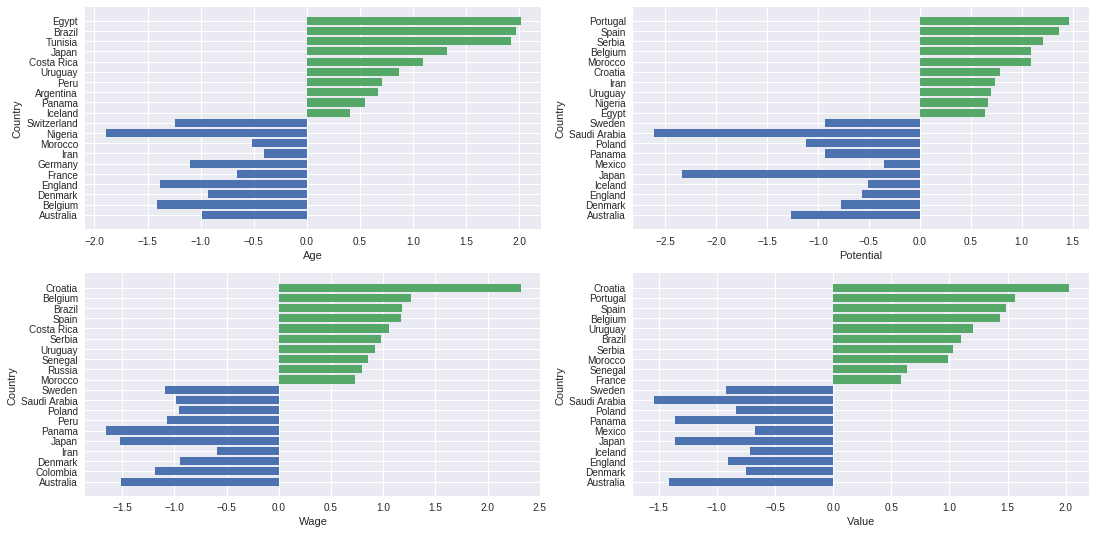 Egypt
Brazil
Tunisia
Japan
Costa Rica
Uruguay
Peru
Argentina
Panama
Iceland
Switzerland
Nigeria
Morocco
Iran
Germany
France
England
Denmark
Belgium
Australia
Country
−2.0 −1.5 −1.0 −0.5 0.0 0.5 1.0 1.5 2.0
Age
Portugal
Spain
Serbia
Belgium
Morocco
Croatia
Iran
Uruguay
Nigeria
Egypt
Sweden
Saudi Arabia
Poland
Panama
Mexico
Japan
Iceland
England
Denmark
Australia
Country
−2.5 −2.0 −1.5 −1.0 −0.5 0.0 0.5 1.0 1.5
Potential
Croatia
Belgium
Brazil
Spain
Costa Rica
Serbia
Uruguay
Senegal
Russia
Morocco
Sweden
Saudi Arabia
Poland
Peru
Panama
Japan
Iran
Denmark
Colombia
Australia
Country
−1.5 −1.0 −0.5 0.0 0.5 1.0 1.5 2.0 2.5
Wage
Croatia
Portugal
Spain
Belgium
Uruguay
Brazil
Serbia
Morocco
Senegal
France
Sweden
Saudi Arabia
Poland
Panama
Mexico
Japan
Iceland
England
Denmark
Australia
Country
−1.5 −1.0 −0.5 0.0 0.5 1.0 1.5 2.0
Value